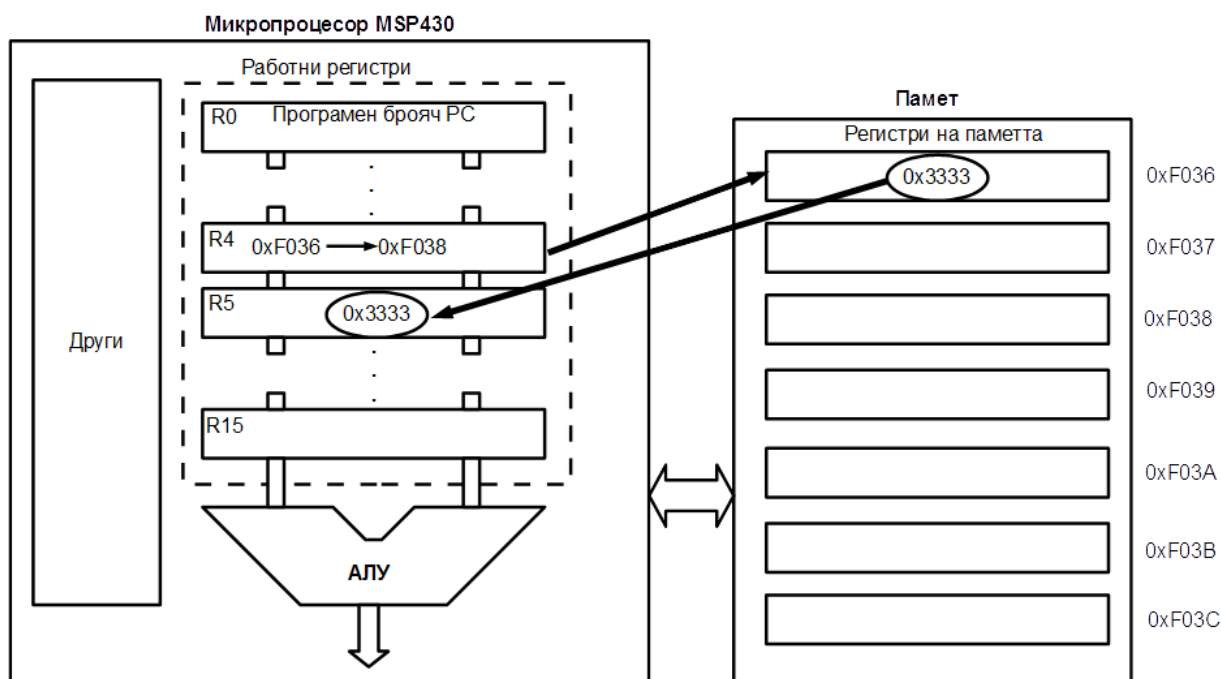 Микропроцесор MSP430
Работни регистри
R0 Програмен брояч PC
R4 0xF036 0xF038
R5 0x3333
R15
Други
АЛУ
Памет
Регистри на паметта
0x3333
0xF036
0xF037
0xF038
0xF039
0xF03A
0xF03B
0xF03C